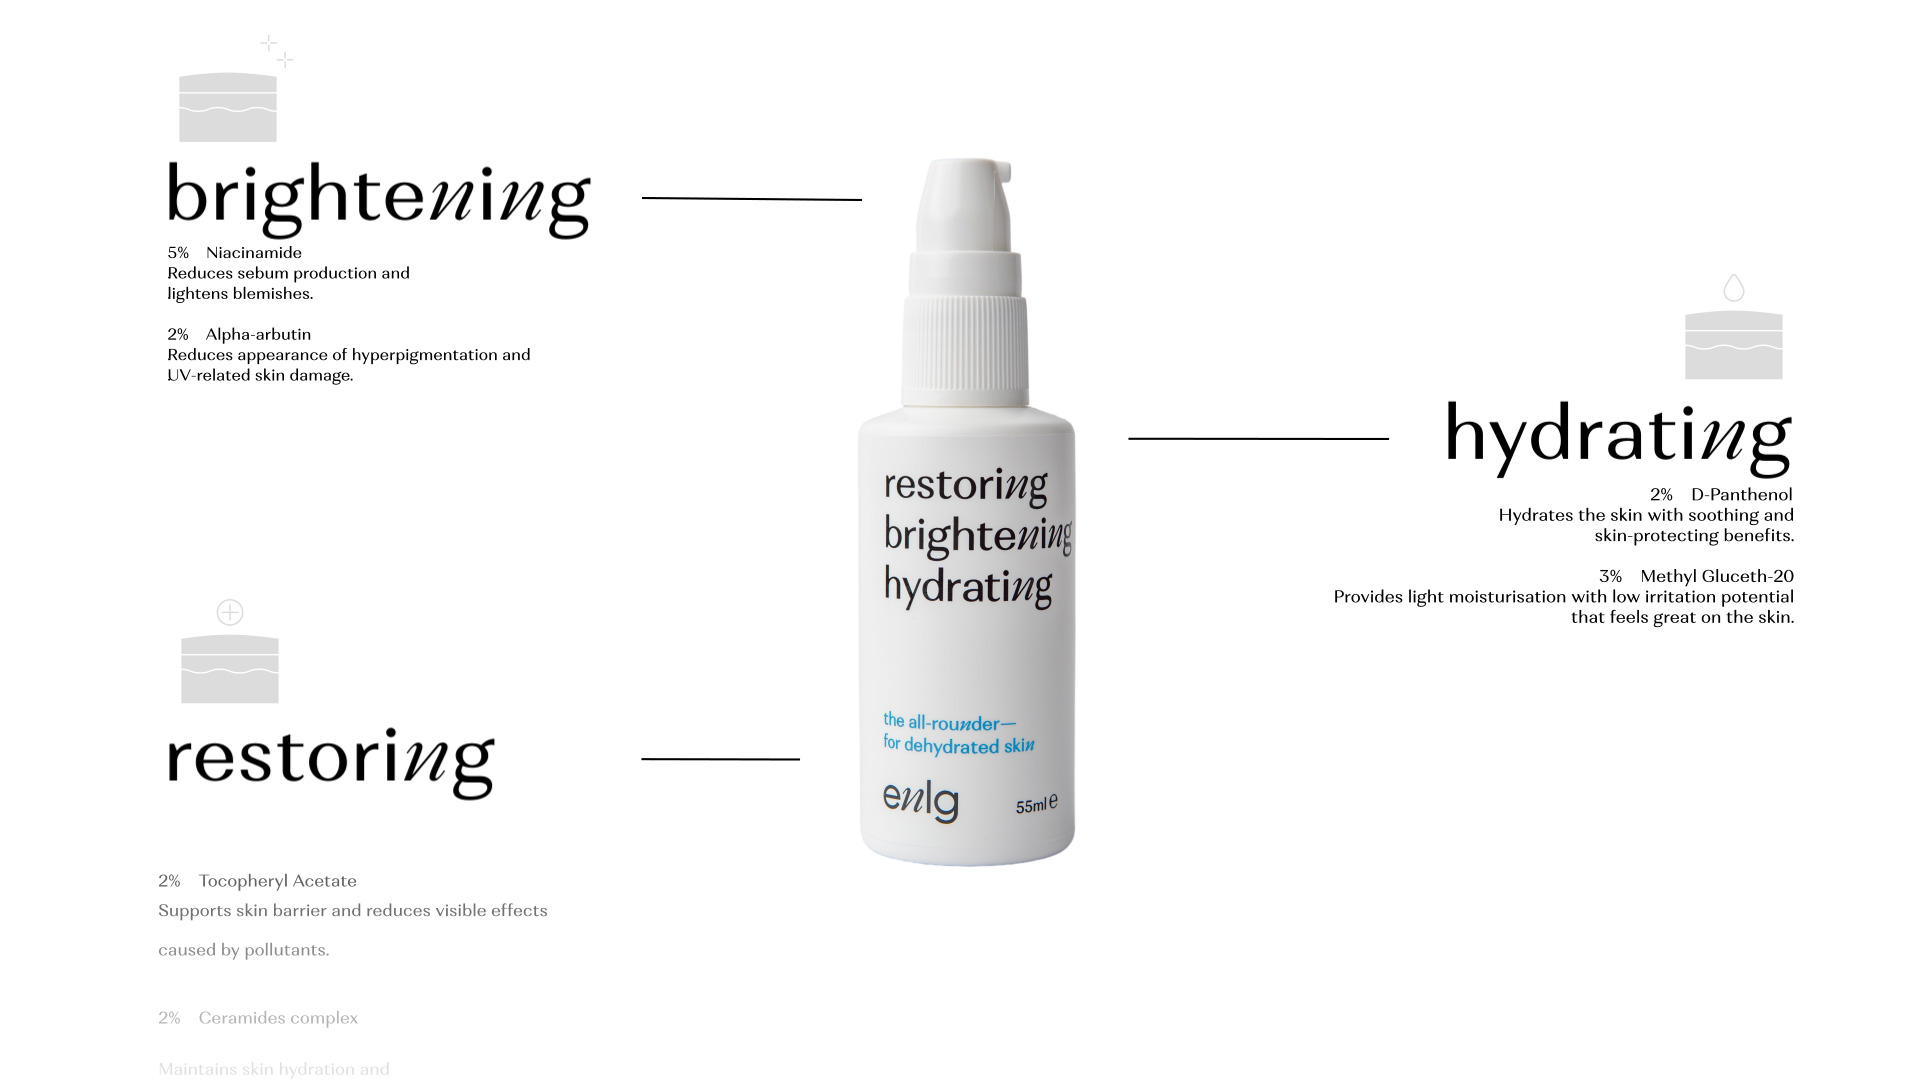 brightening
5% Niacinamide
Reduces sebum production and
lightens blemishes.
2% Alpha-arbutin
Reduces appearance of hyperpigmentation and
UV-related skin damage.
restoring
2% Tocopheryl Acetate
Supports skin barrier and reduces visible effects
caused by pollutants.
2% Ceramides complex
Maintains skin hydration and
restoring
brightening
hydrating
the all-rounder—
for dehydrated skin
enlg
55ml ℮
hydrating
2% D-Panthenol
Hydrates the skin with soothing and
skin-protecting benefits.
3% Methyl Gluceth-20
Provides light moisturisation with low irritation potential
that feels great on the skin.